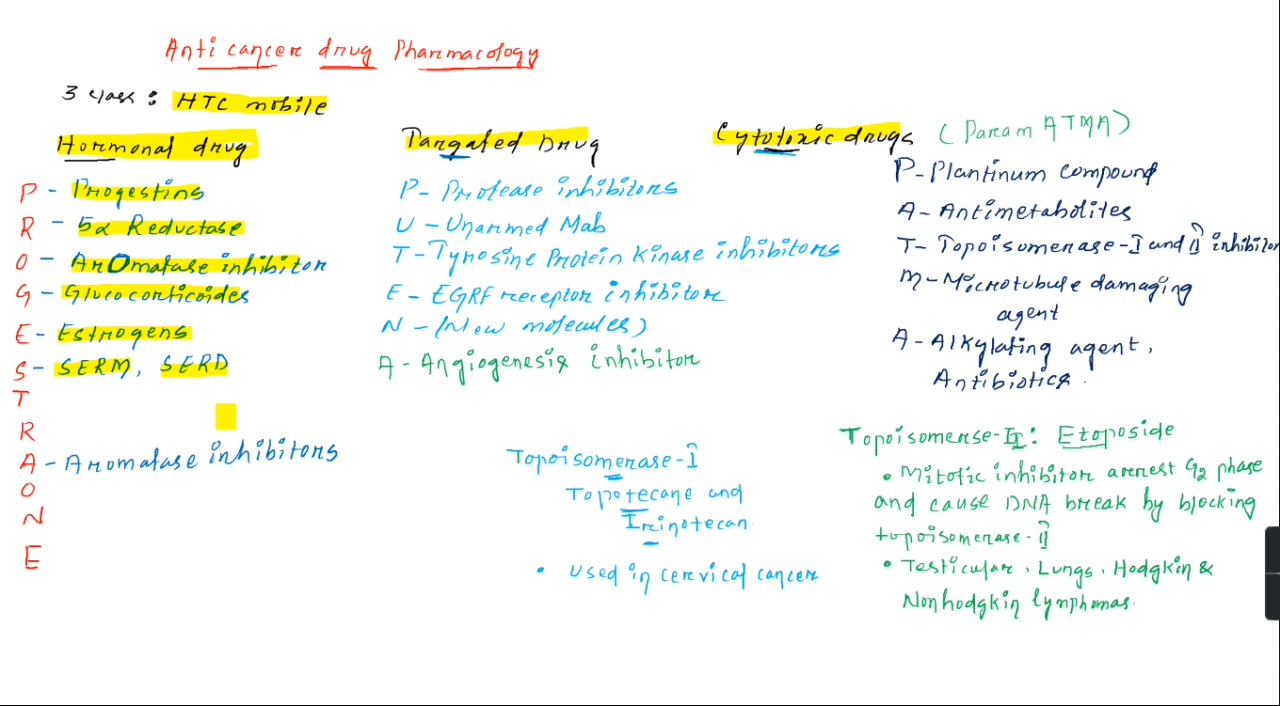 Anti cancer drug Pharmacology
3 class : HTC mobile
Hormonal drug
P - Progestins
R - 5α Reductase
O - ArOmatase inhibitor
G - Glucocorticoides
E - Estrogens
S - SERM, SERD
T
R
A - Aromatase inhibitors
O
N
E
Targated Drug
P - Protease inhibitors
U - Unarmed Mab
T - Tyrosine Protein Kinase inhibitors
E - EGRF receptor inhibitor
N - (New molecules)
A - Angiogenesis inhibitor
Topoisomerase-I
Topotecane and
Irinotecan.
• Used in cervical cancer
Cytotoxic drugs (Param ATMA)
P - Plantinum compound
A - Antimetabolites
T - Topoisomerase-I and II inhibitor
M - Microtubule damaging
agent
A - Alkylating agent,
Antibiotics.
Topoisomerse-II : Etoposide
• Mitotic inhibitor arrest G2 phase
and cause DNA break by blocking
topoisomerase-II
• Testicular, Lungs, Hodgkin &
Nonhodgkin lymphomas.